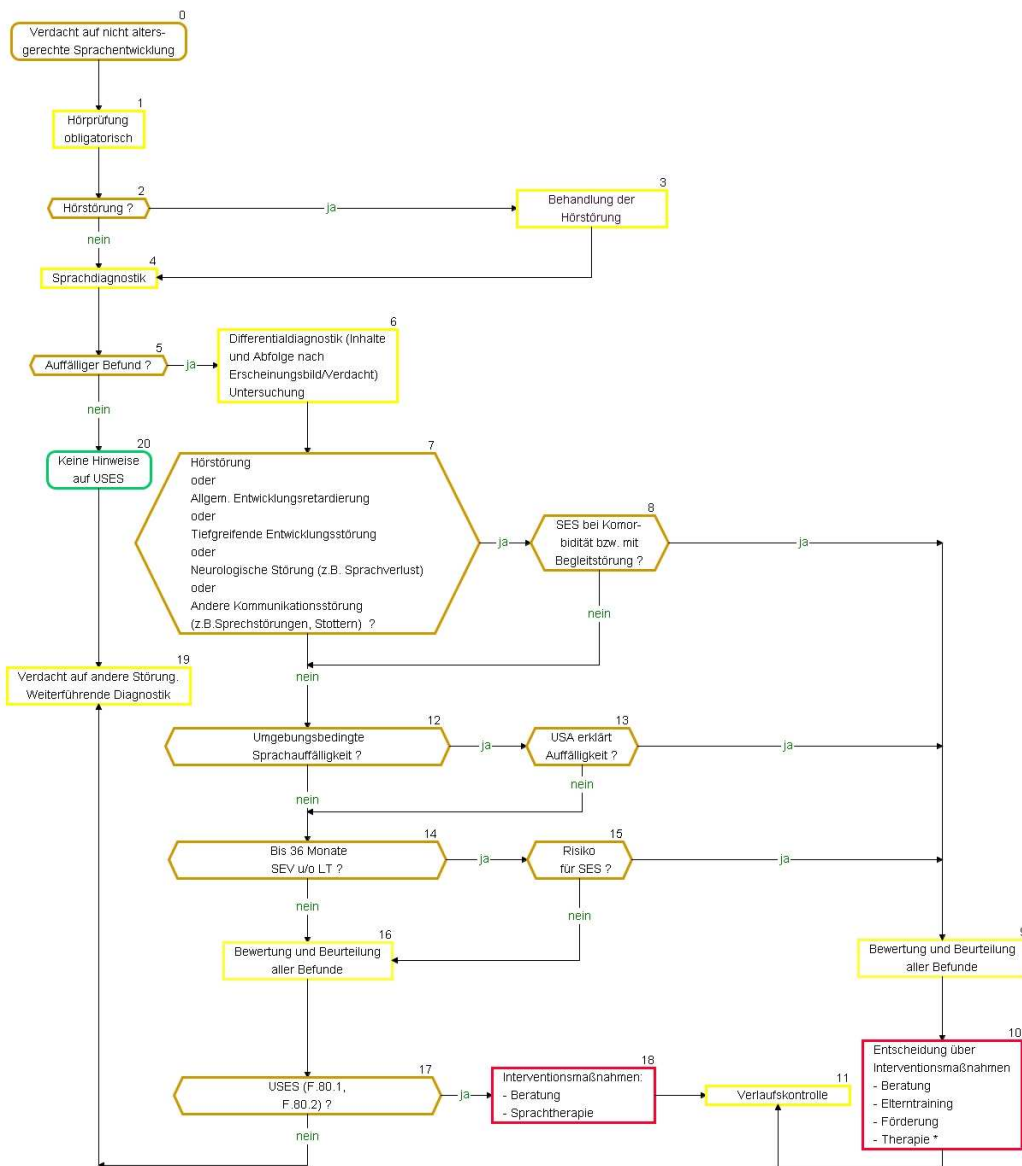 0
Verdacht auf nicht alters-
gerechte Sprachentwicklung
1
Hörprüfung
obligatorisch
2
Hörstörung ?
ja
3
Behandlung der
Hörstörung
nein
4
Sprachdiagnostik
5
Auffälliger Befund ?
ja
6
Differentialdiagnostik (Inhalte
und Abfolge nach
Erscheinungsbild/Verdacht)
Untersuchung
nein
20
Keine Hinweise
auf USES
7
Hörstörung
oder
Allgem. Entwicklungsretardierung
oder
Tiefgreifende Entwicklungsstörung
oder
Neurologische Störung (z.B. Sprachverlust)
oder
Andere Kommunikationsstörung
(z.B.Sprechstörungen, Stottern) ?
ja
8
SES bei Komor-
bidität bzw. mit
Begleitstörung ?
ja
nein
nein
19
Verdacht auf andere Störung.
Weiterführende Diagnostik
12
Umgebungsbedingte
Sprachauffälligkeit ?
ja
13
USA erklärt
Auffälligkeit ?
ja
nein
nein
14
Bis 36 Monate
SEV u/o LT ?
ja
15
Risiko
für SES ?
ja
nein
nein
16
Bewertung und Beurteilung
aller Befunde
9
Bewertung und Beurteilung
aller Befunde
17
USES (F.80.1,
F.80.2) ?
ja
18
Interventionsmaßnahmen:
- Beratung
- Sprachtherapie
11
Verlaufskontrolle
10
Entscheidung über
Interventionsmaßnahmen
- Beratung
- Elterntraining
- Förderung
- Therapie *
nein